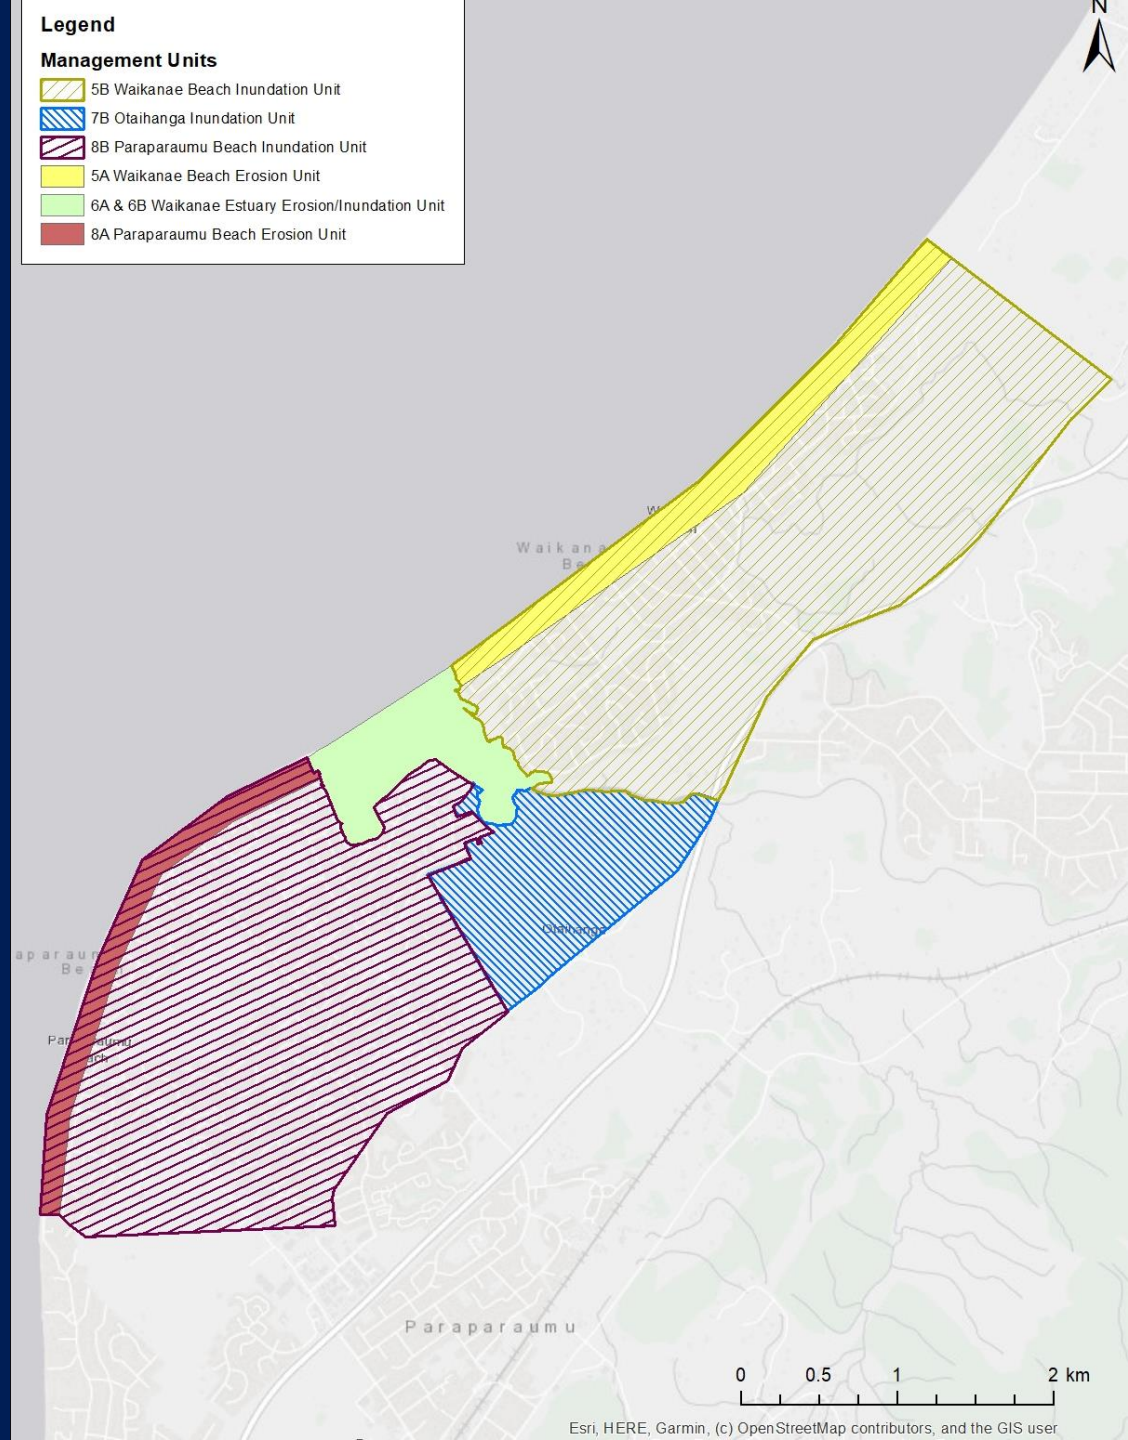 N
Legend
Management Units
5B Waikanae Beach Inundation Unit
7B Otaihanga Inundation Unit
8B Paraparaumu Beach Inundation Unit
5A Waikanae Beach Erosion Unit
6A & 6B Waikanae Estuary Erosion/Inundation Unit
8A Paraparaumu Beach Erosion Unit
Otaihanga
Paraparaumu
0 0.5 1 2 km
Esri, HERE, Garmin, (c) OpenStreetMap contributors, and the GIS user